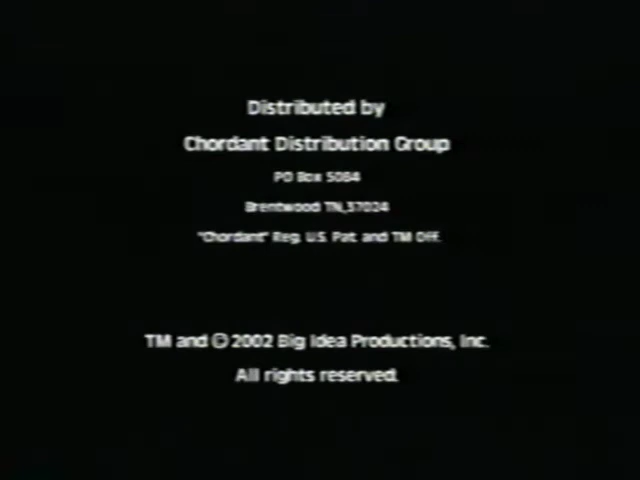 Distributed by
Chordant Distribution Group
PO Box 5084
Brentwood TN,37024
"Chordant" Reg. U.S. Pat. and TM Off.
TM and © 2002 Big Idea Productions, Inc.
All rights reserved.